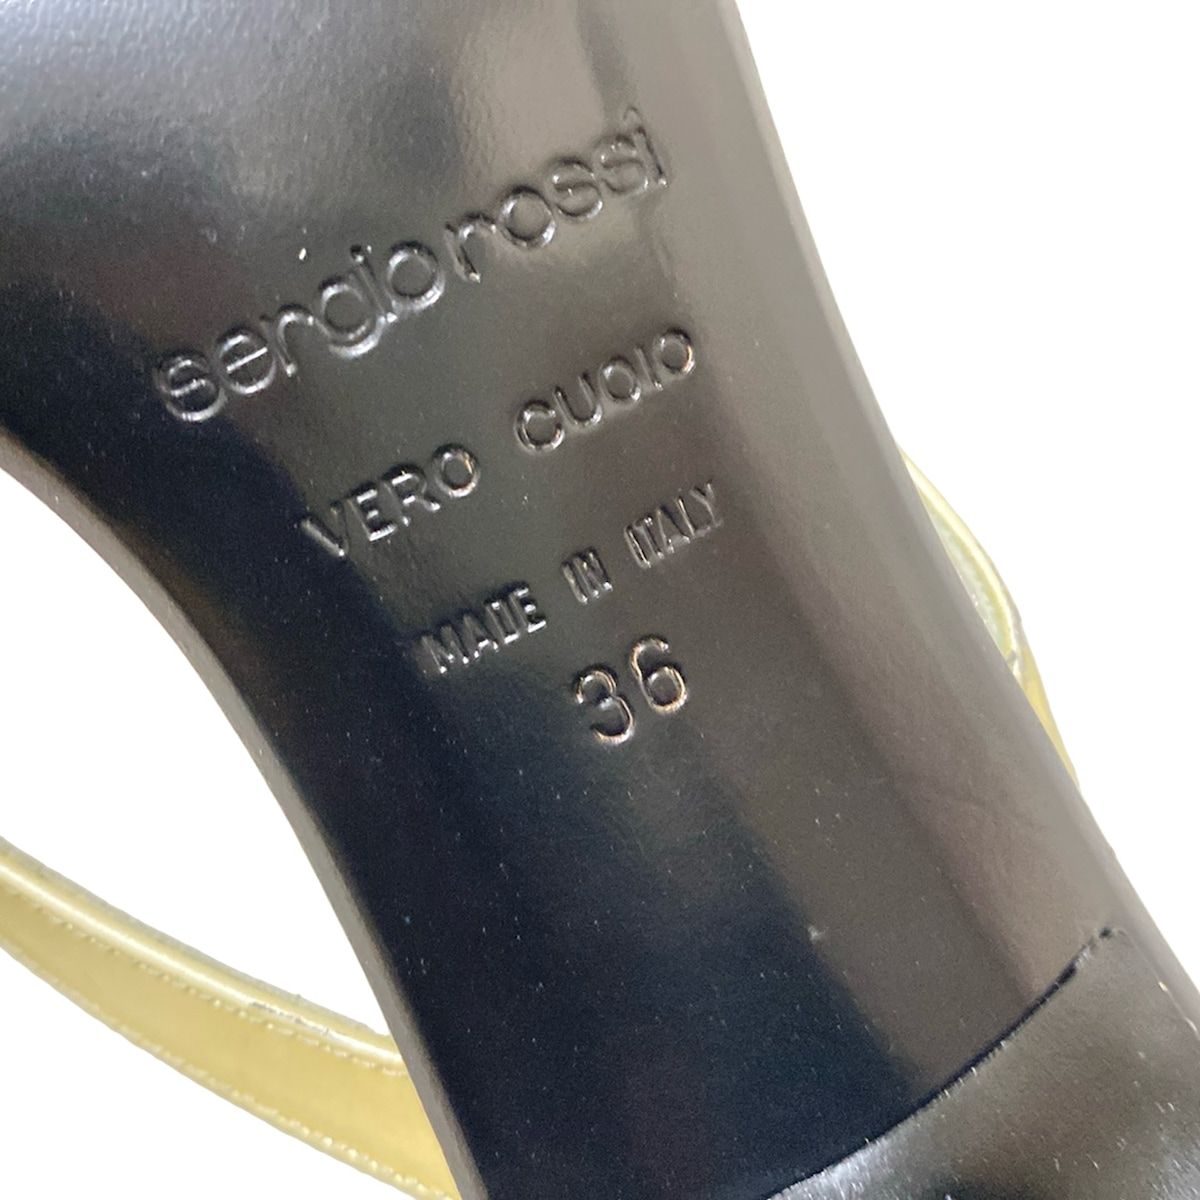 sergio rossi
VERO CUOIO
MADE IN ITALY
36